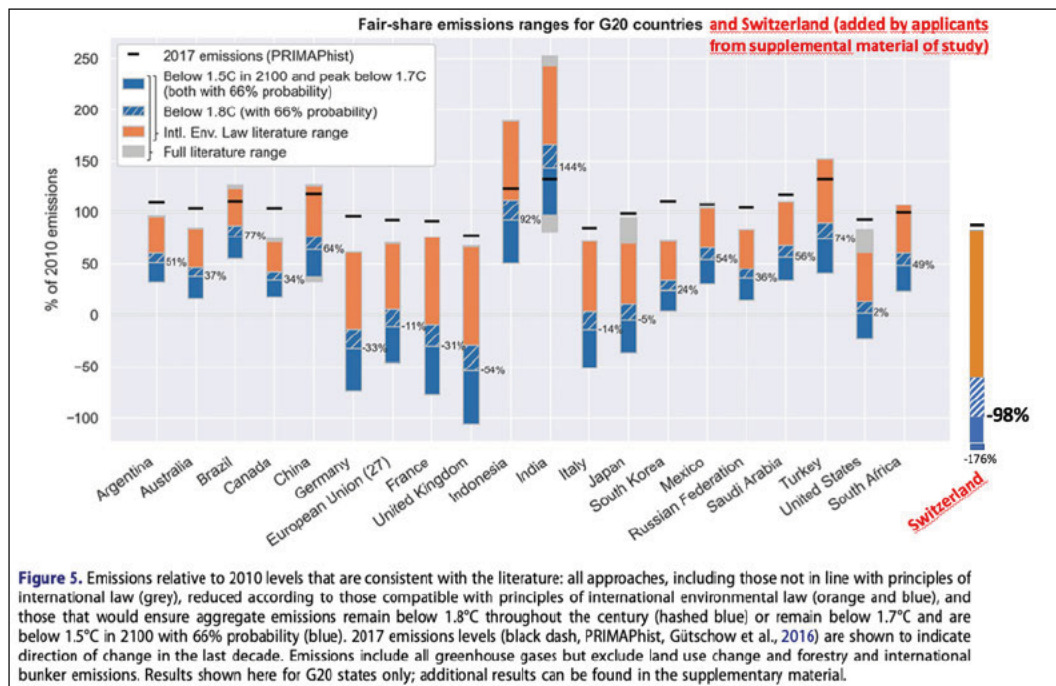 Fair-share emissions ranges for G20 countries and Switzerland (added by applicants
from supplemental material of study)
250
200
150
100
50
0
−50
−100
% of 2010 emissions
2017 emissions (PRIMAPhist)
Below 1.5C in 2100 and peak below 1.7C
(both with 66% probability)
Below 1.8C (with 66% probability)
Intl. Env. Law literature range
Full literature range
51%
37%
77%
34%
64%
-33%
-11%
-31%
-54%
92%
144%
-14%
-5%
24%
54%
36%
56%
74%
2%
49%
-98%
-176%
Argentina
Australia
Brazil
Canada
China
Germany
European Union (27)
France
United Kingdom
Indonesia
India
Italy
Japan
South Korea
Mexico
Russian Federation
Saudi Arabia
Turkey
United States
South Africa
Switzerland
Figure 5. Emissions relative to 2010 levels that are consistent with the literature: all approaches, including those not in line with principles of
international law (grey), reduced according to those compatible with principles of international environmental law (orange and blue), and
those that would ensure aggregate emissions remain below 1.8°C throughout the century (hashed blue) or remain below 1.7°C and are
below 1.5°C in 2100 with 66% probability (blue). 2017 emissions levels (black dash, PRIMAPhist, Gütschow et al., 2016) are shown to indicate
direction of change in the last decade. Emissions include all greenhouse gases but exclude land use change and forestry and international
bunker emissions. Results shown here for G20 states only; additional results can be found in the supplementary material.